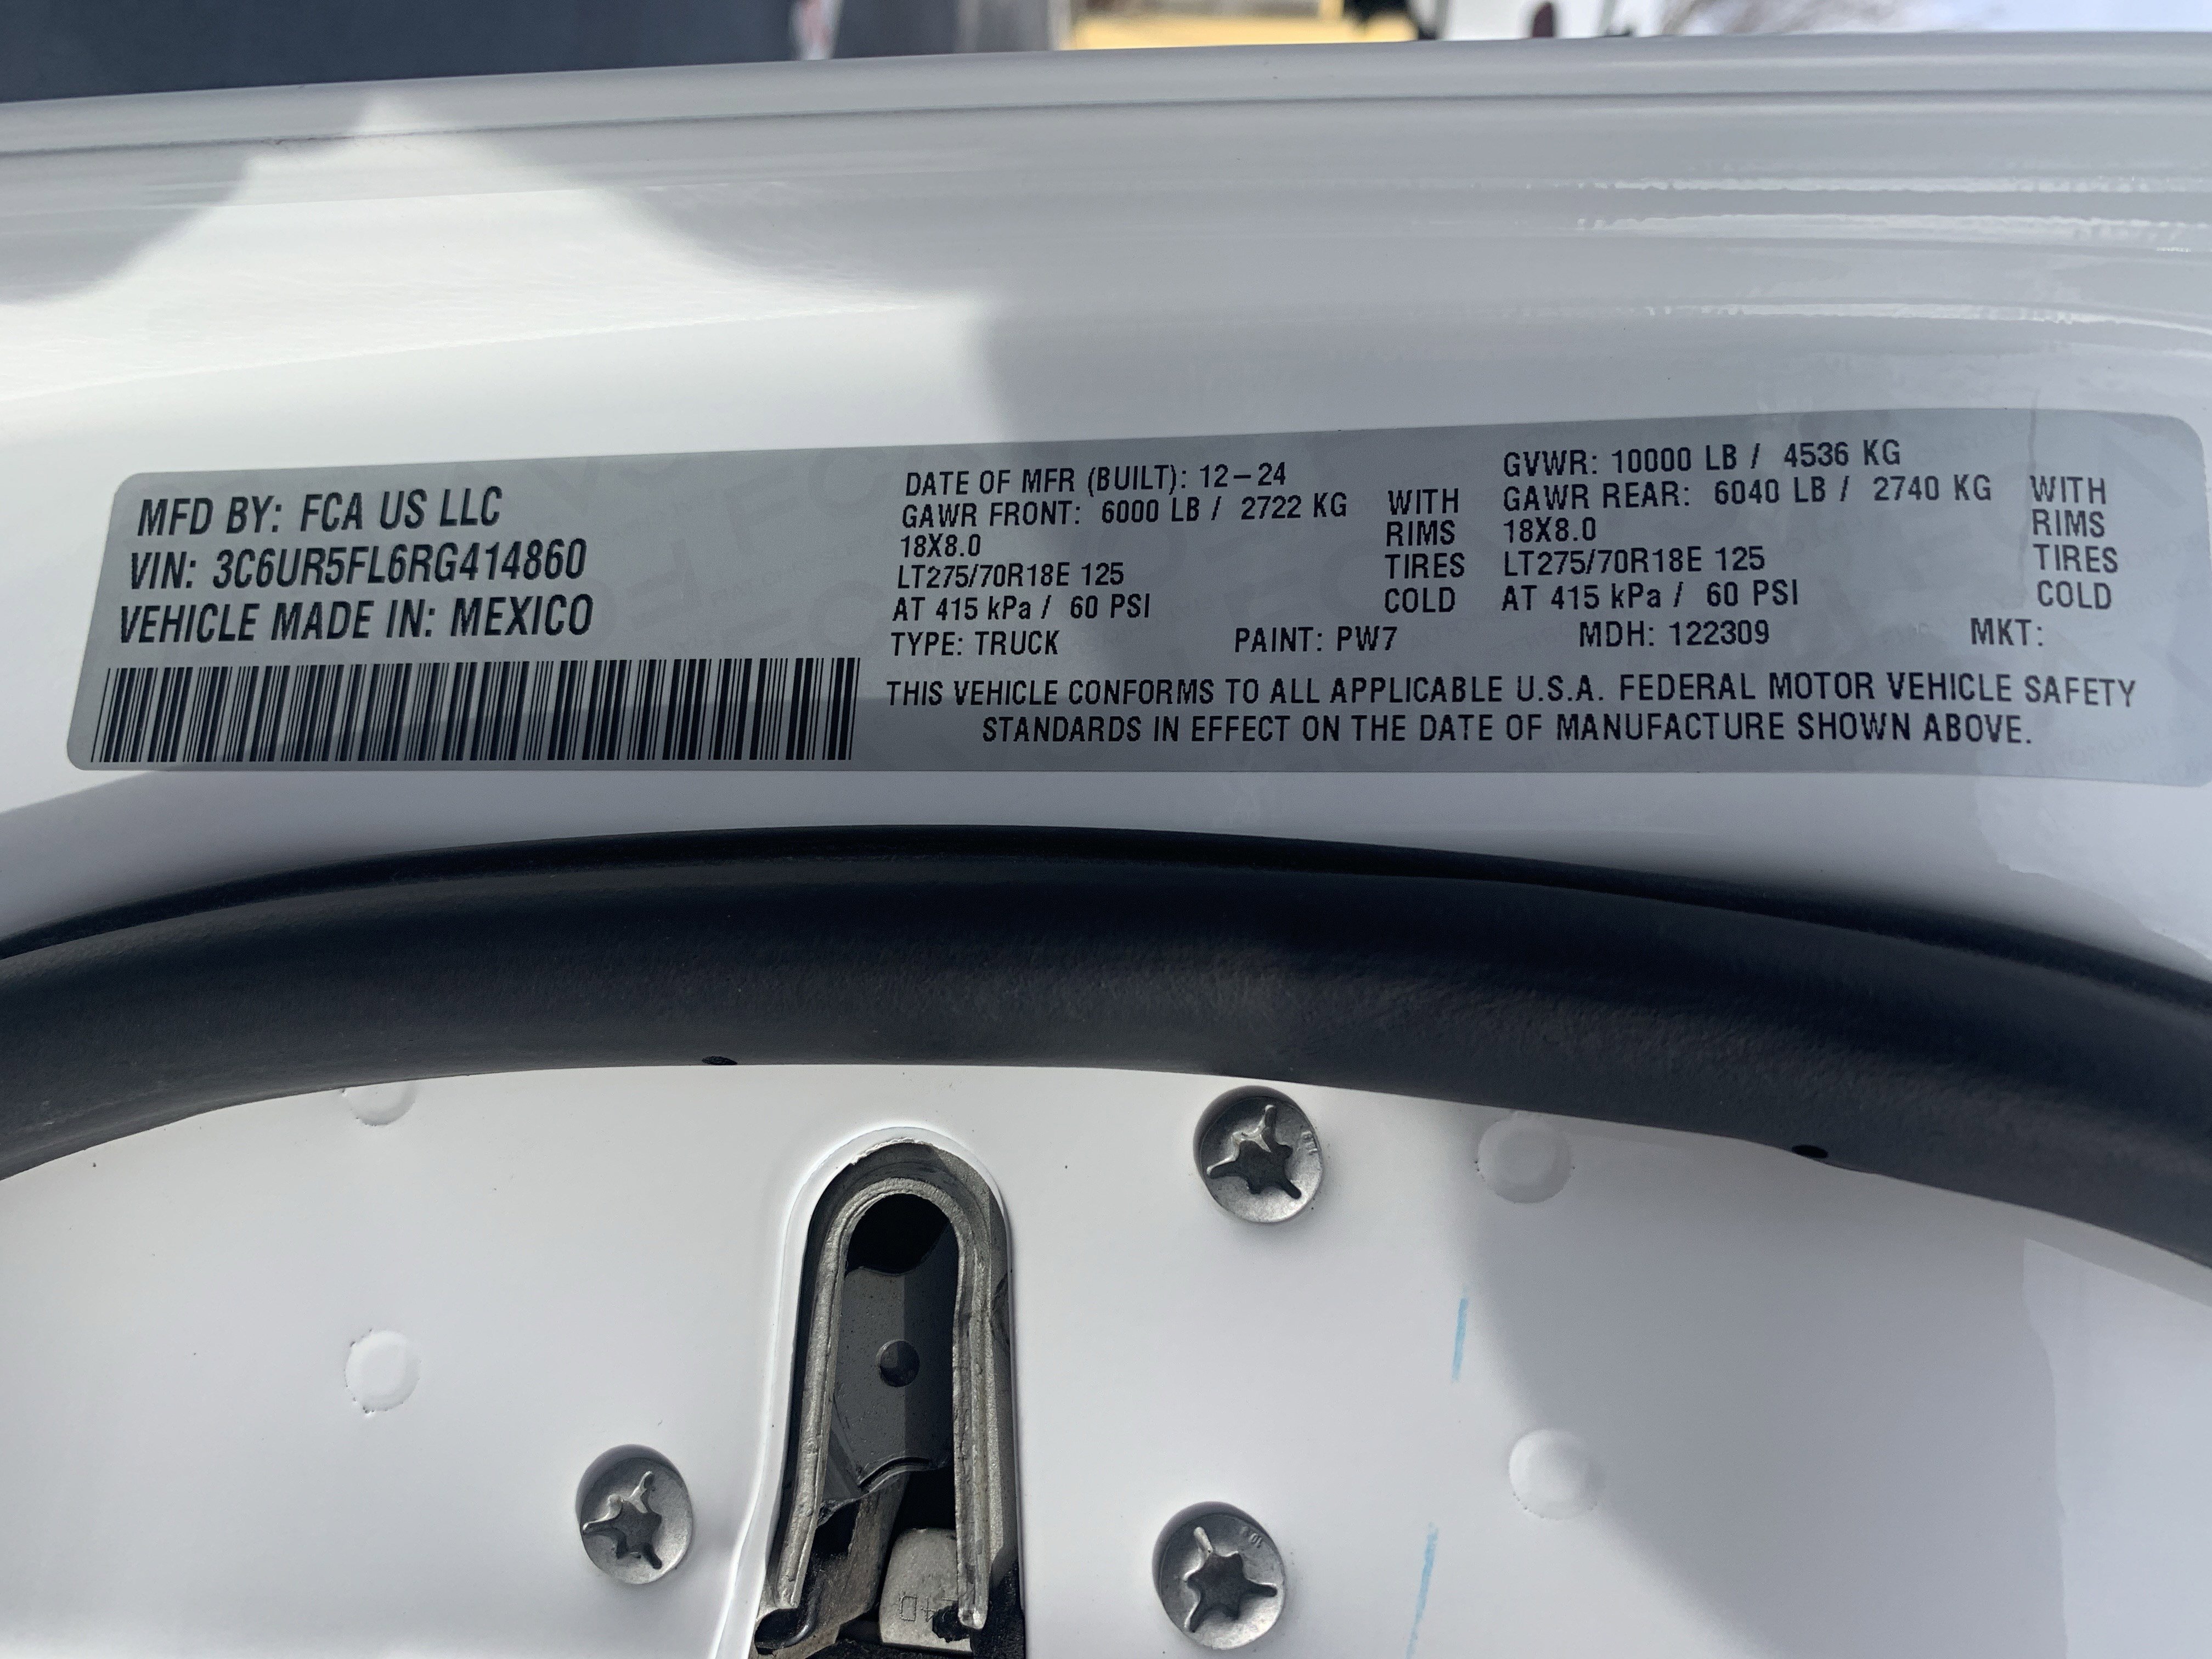 MFD BY: FCA US LLC
VIN: 3C6UR5FL6RG414860
VEHICLE MADE IN: MEXICO
DATE OF MFR (BUILT): 12-24
GAWR FRONT: 6000 LB / 2722 KG WITH
18X8.0 RIMS
LT275/70R18E 125 TIRES
AT 415 kPa / 60 PSI COLD
GVWR: 10000 LB / 4536 KG
GAWR REAR: 6040 LB / 2740 KG WITH
18X8.0 RIMS
LT275/70R18E 125 TIRES
AT 415 kPa / 60 PSI COLD
TYPE: TRUCK PAINT: PW7 MDH: 122309 MKT:
THIS VEHICLE CONFORMS TO ALL APPLICABLE U.S.A. FEDERAL MOTOR VEHICLE SAFETY
STANDARDS IN EFFECT ON THE DATE OF MANUFACTURE SHOWN ABOVE.